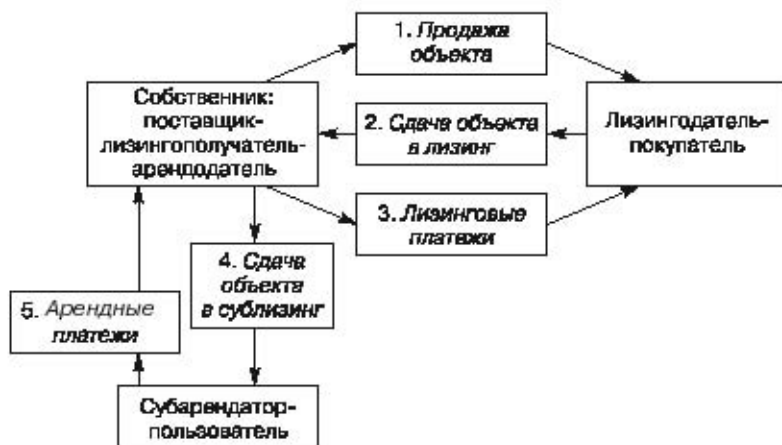 1. Продажа
объекта
Собственник:
поставщик-
лизингополучатель-
арендодатель
2. Сдача объекта
в лизинг
Лизингодатель-
покупатель
3. Лизинговые
платежи
4. Сдача
объекта
в сублизинг
5. Арендные
платежи
Субарендатор-
пользователь